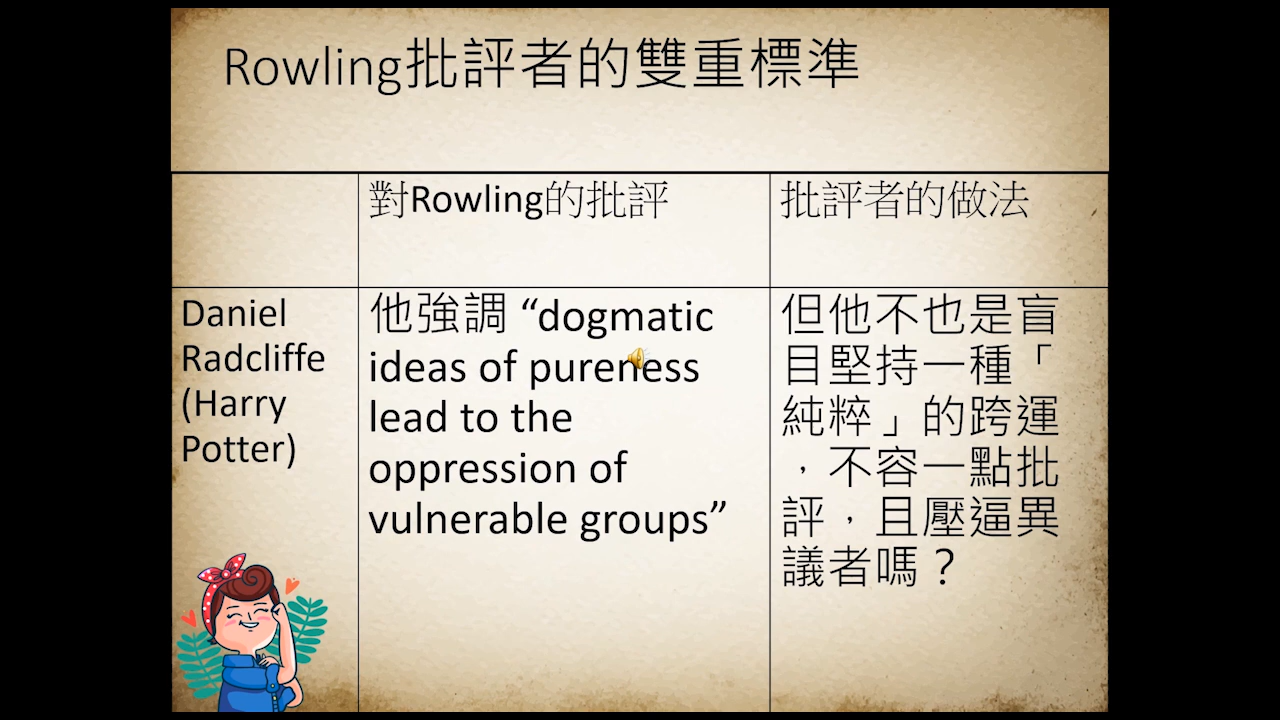 Rowling批評者的雙重標準
對Rowling的批評
批評者的做法
Daniel
Radcliffe
(Harry
Potter)
他強調 “dogmatic
ideas of pureness
lead to the
oppression of
vulnerable groups”
但他不也是盲
目堅持一種「
純粹」的跨運
，不容一點批
評，且壓逼異
議者嗎？